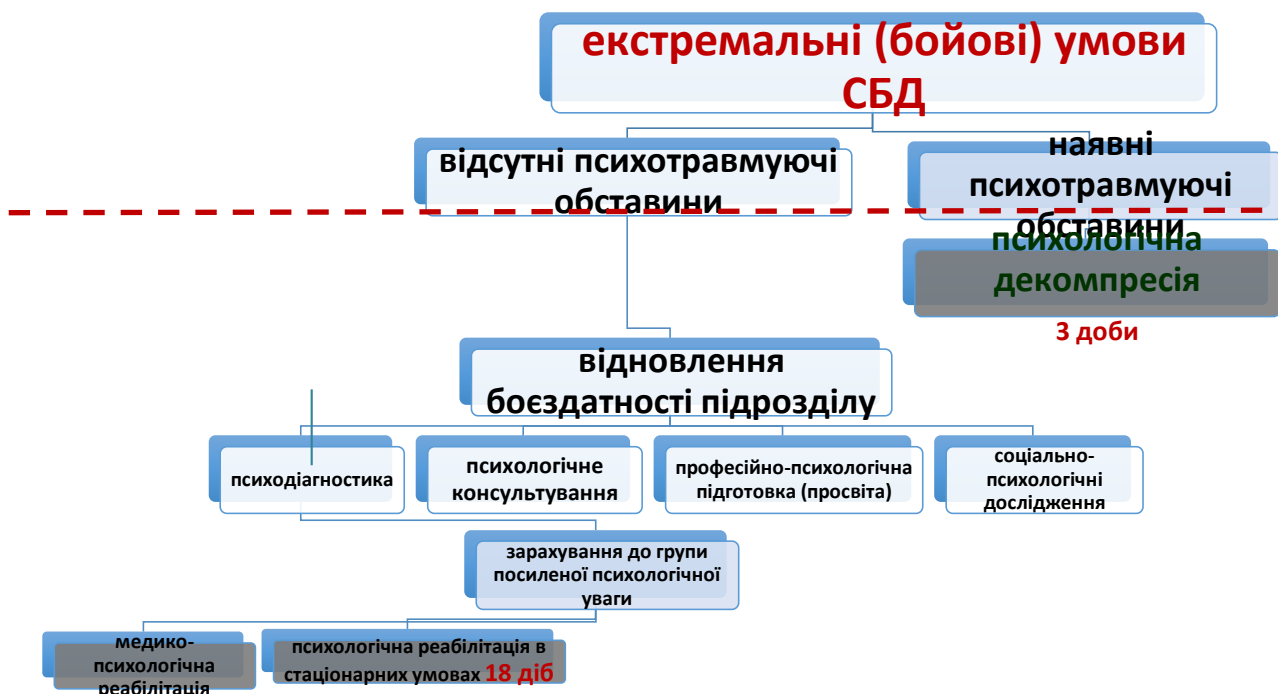 екстремальні (бойові) умови
СБД
відсутні психотравмуючі
обставини
наявні
психотравмуючі
обставини
психологічна
декомпресія
3 доби
відновлення
боєздатності підрозділу
психодіагностика
психологічне
консультування
професійно-психологічна
підготовка (просвіта)
соціально-
психологічні
дослідження
зарахування до групи
посиленої психологічної
уваги
медико-
психологічна
реабілітація
психологічна реабілітація в
стаціонарних умовах 18 діб